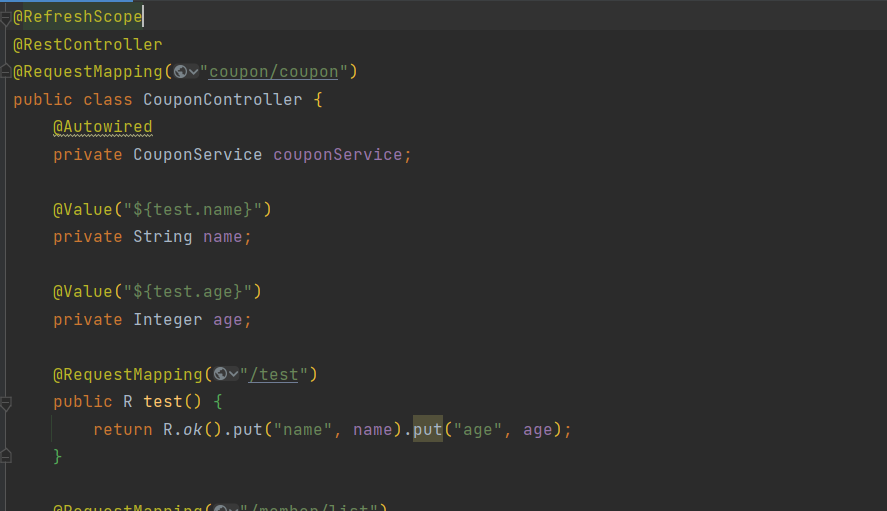 @RefreshScope
@RestController
@RequestMapping("coupon/coupon")
public class CouponController {
@Autowired
private CouponService couponService;
@Value("${test.name}")
private String name;
@Value("${test.age}")
private Integer age;
@RequestMapping("/test")
public R test() {
return R.ok().put("name", name).put("age", age);
}
@RequestMapping("/member/list")